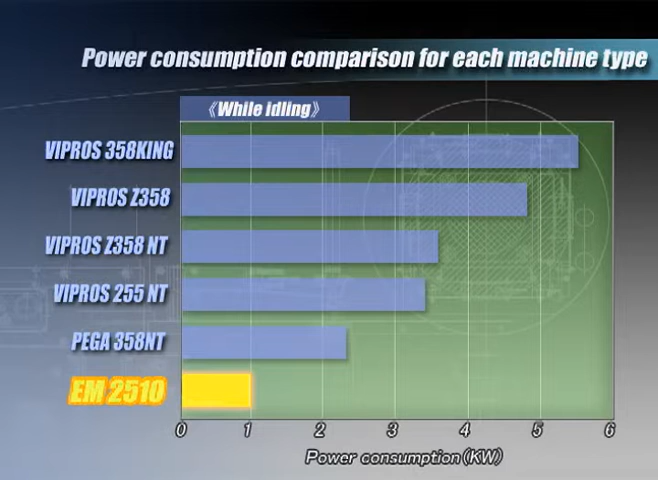 Power consumption comparison for each machine type
《While idling》
VIPROS 358KING
VIPROS Z358
VIPROS Z358 NT
VIPROS 255 NT
PEGA 358NT
EM 2510
0 1 2 3 4 5 6
Power consumption(KW)